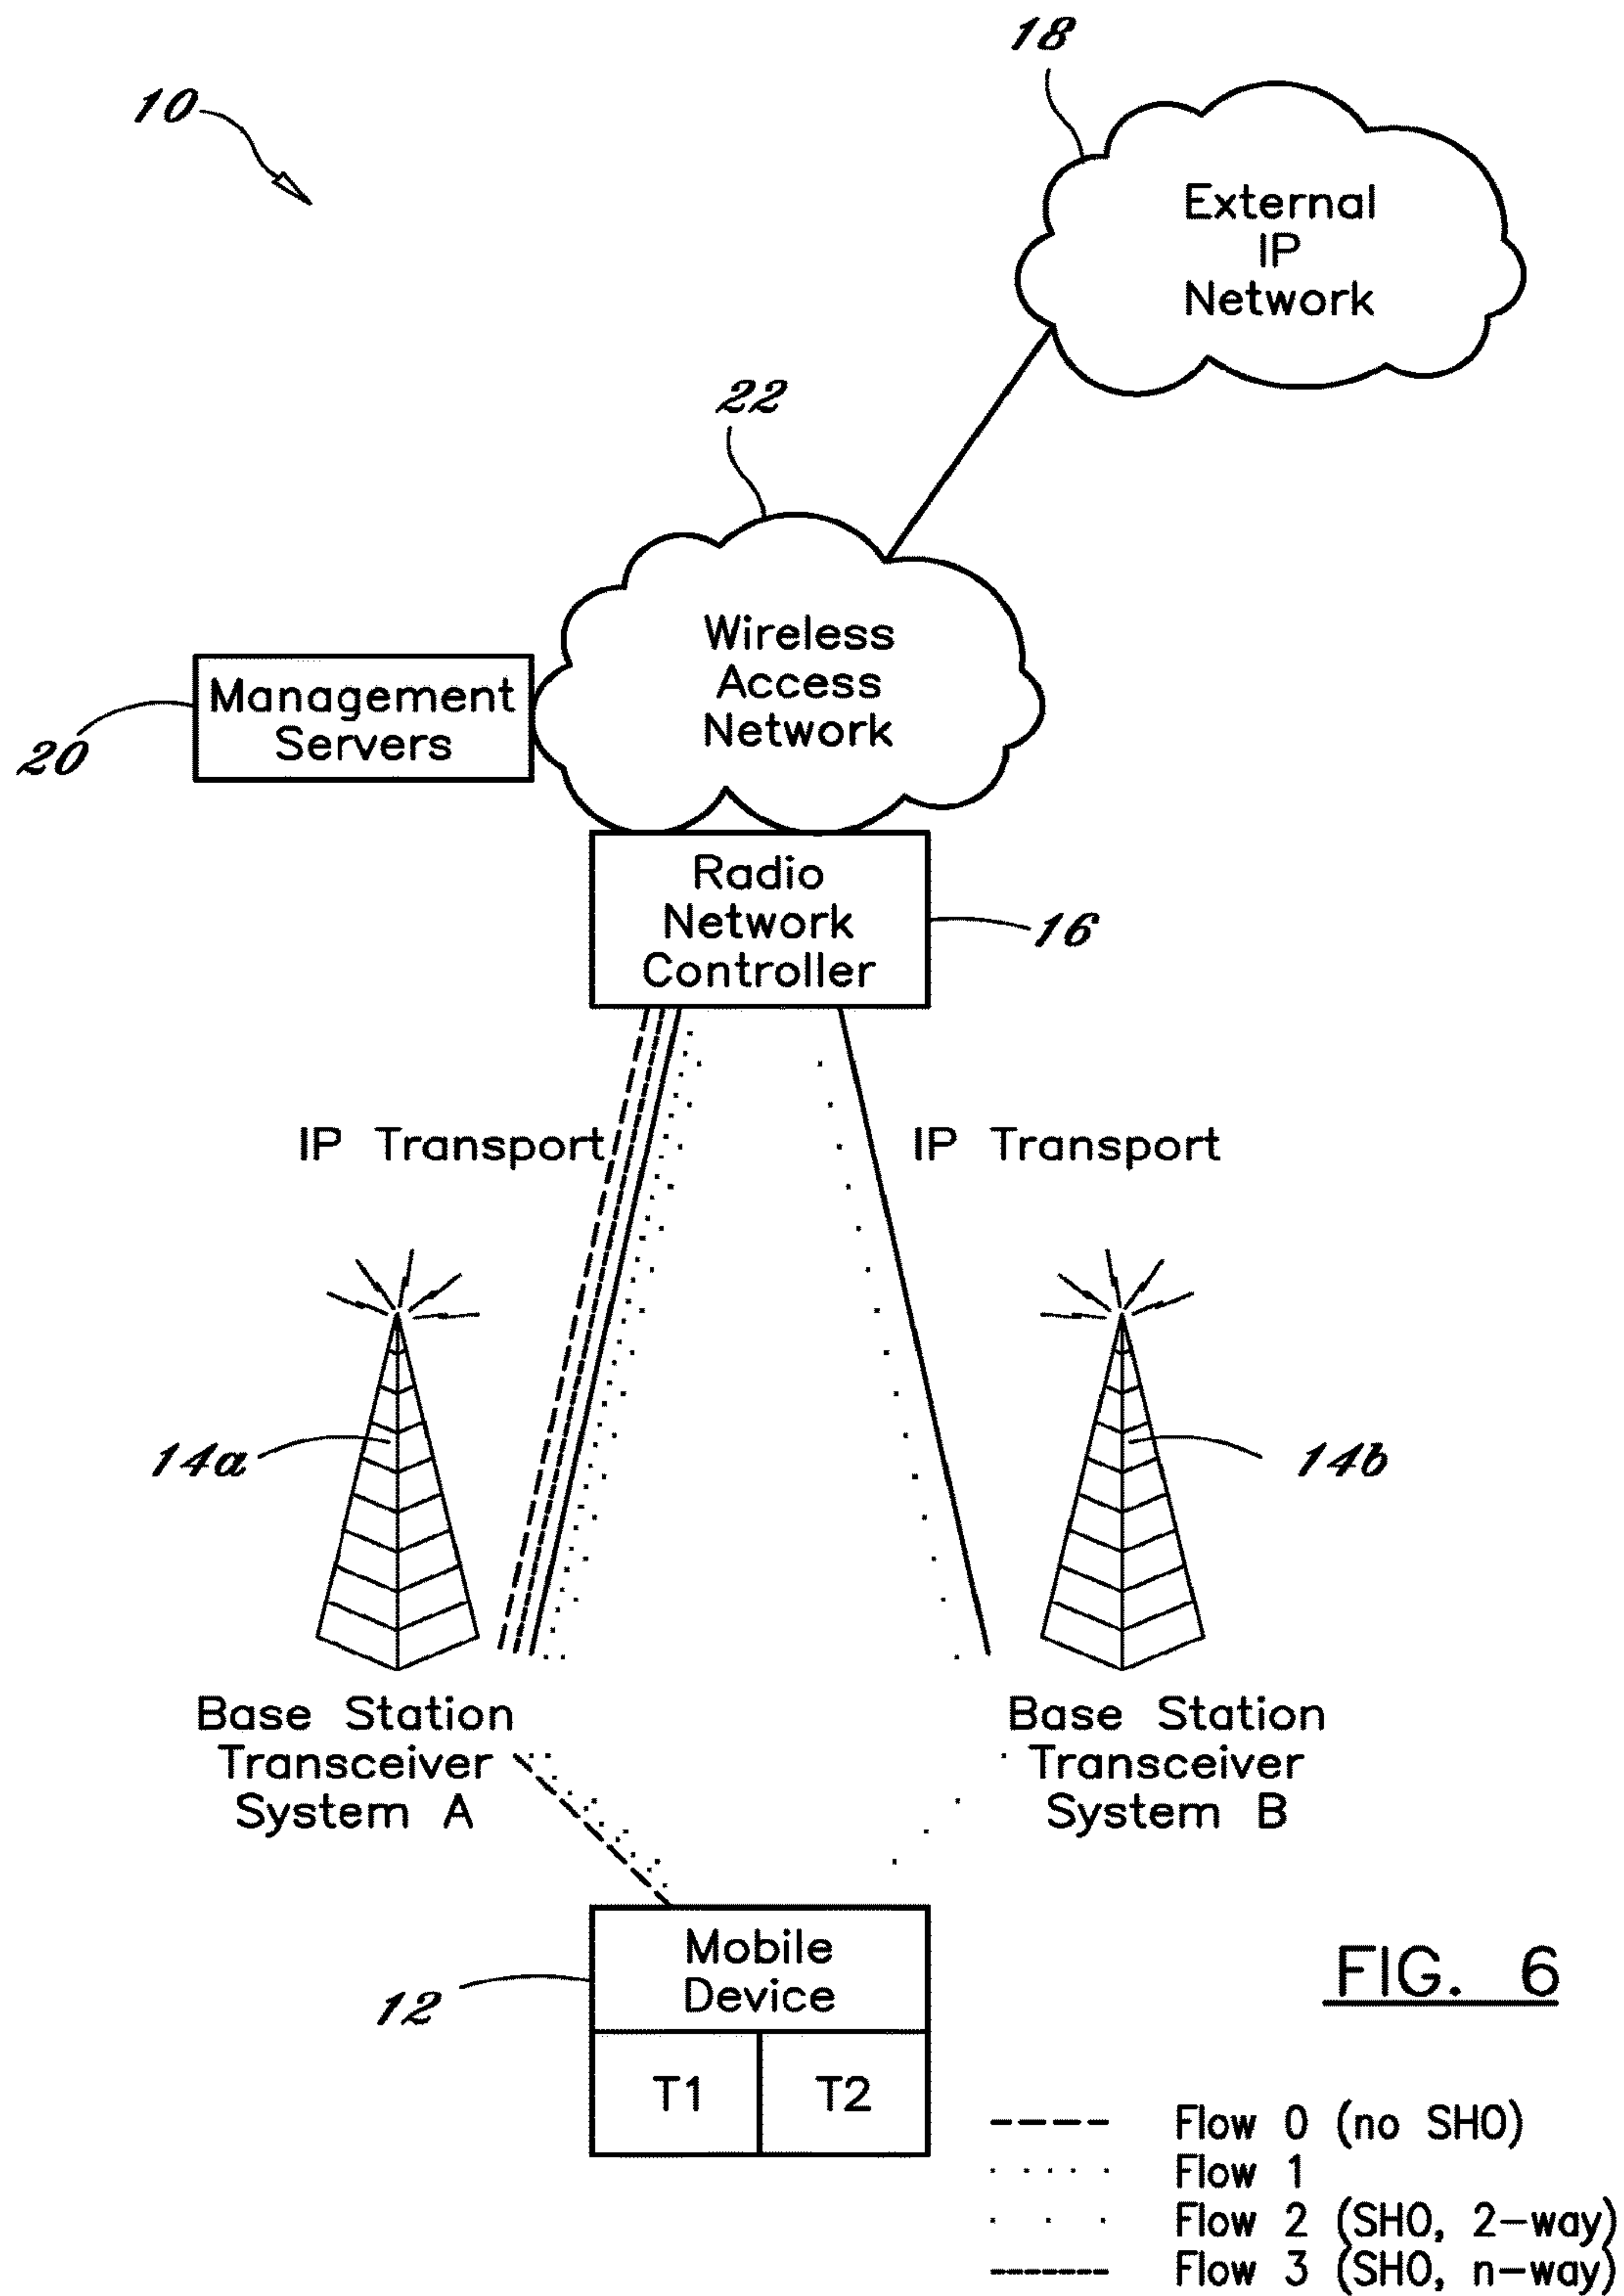 18
10
External
IP
Network
22
Wireless
Access
Network
Management
Servers
20
Radio
Network
Controller
16
IP Transport
IP Transport
14a
14b
Base Station
Transceiver
System A
Base Station
Transceiver
System B
Mobile
Device
12
T1
T2
FIG. 6
Flow 0 (no SHO)
Flow 1
Flow 2 (SHO, 2-way)
Flow 3 (SHO, n-way)